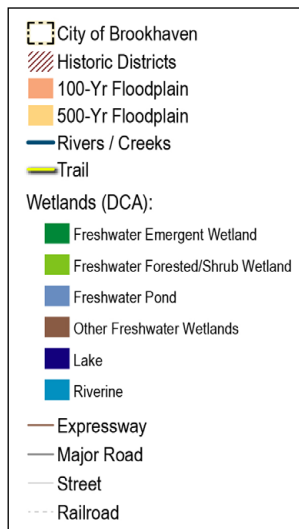 City of Brookhaven
Historic Districts
100-Yr Floodplain
500-Yr Floodplain
Rivers / Creeks
Trail
Wetlands (DCA):
Freshwater Emergent Wetland
Freshwater Forested/Shrub Wetland
Freshwater Pond
Other Freshwater Wetlands
Lake
Riverine
Expressway
Major Road
Street
Railroad